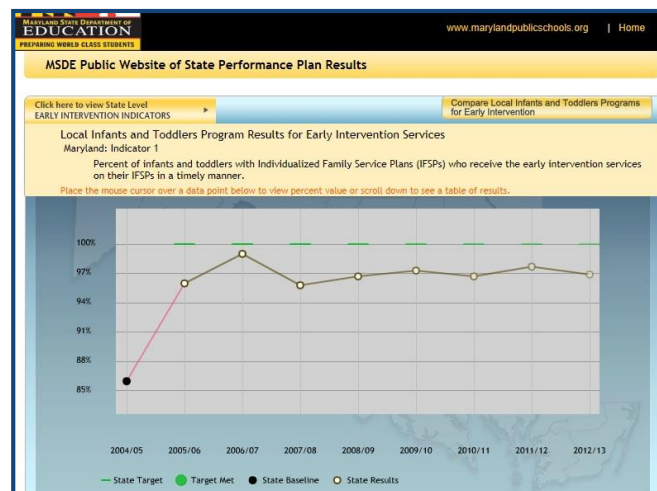 MARYLAND STATE DEPARTMENT OF
EDUCATION
PREPARING WORLD CLASS STUDENTS
www.marylandpublicschools.org | Home
MSDE Public Website of State Performance Plan Results
Click here to view State Level
EARLY INTERVENTION INDICATORS
Compare Local Infants and Toddlers Programs
for Early Intervention
Local Infants and Toddlers Program Results for Early Intervention Services
Maryland: Indicator 1
Percent of infants and toddlers with Individualized Family Service Plans (IFSPs) who receive the early intervention services
on their IFSPs in a timely manner.
Place the mouse cursor over a data point below to view percent value or scroll down to see a table of results.
100%
97%
94%
91%
88%
85%
2004/05 2005/06 2006/07 2007/08 2008/09 2009/10 2010/11 2011/12 2012/13
State Target Target Met State Baseline State Results